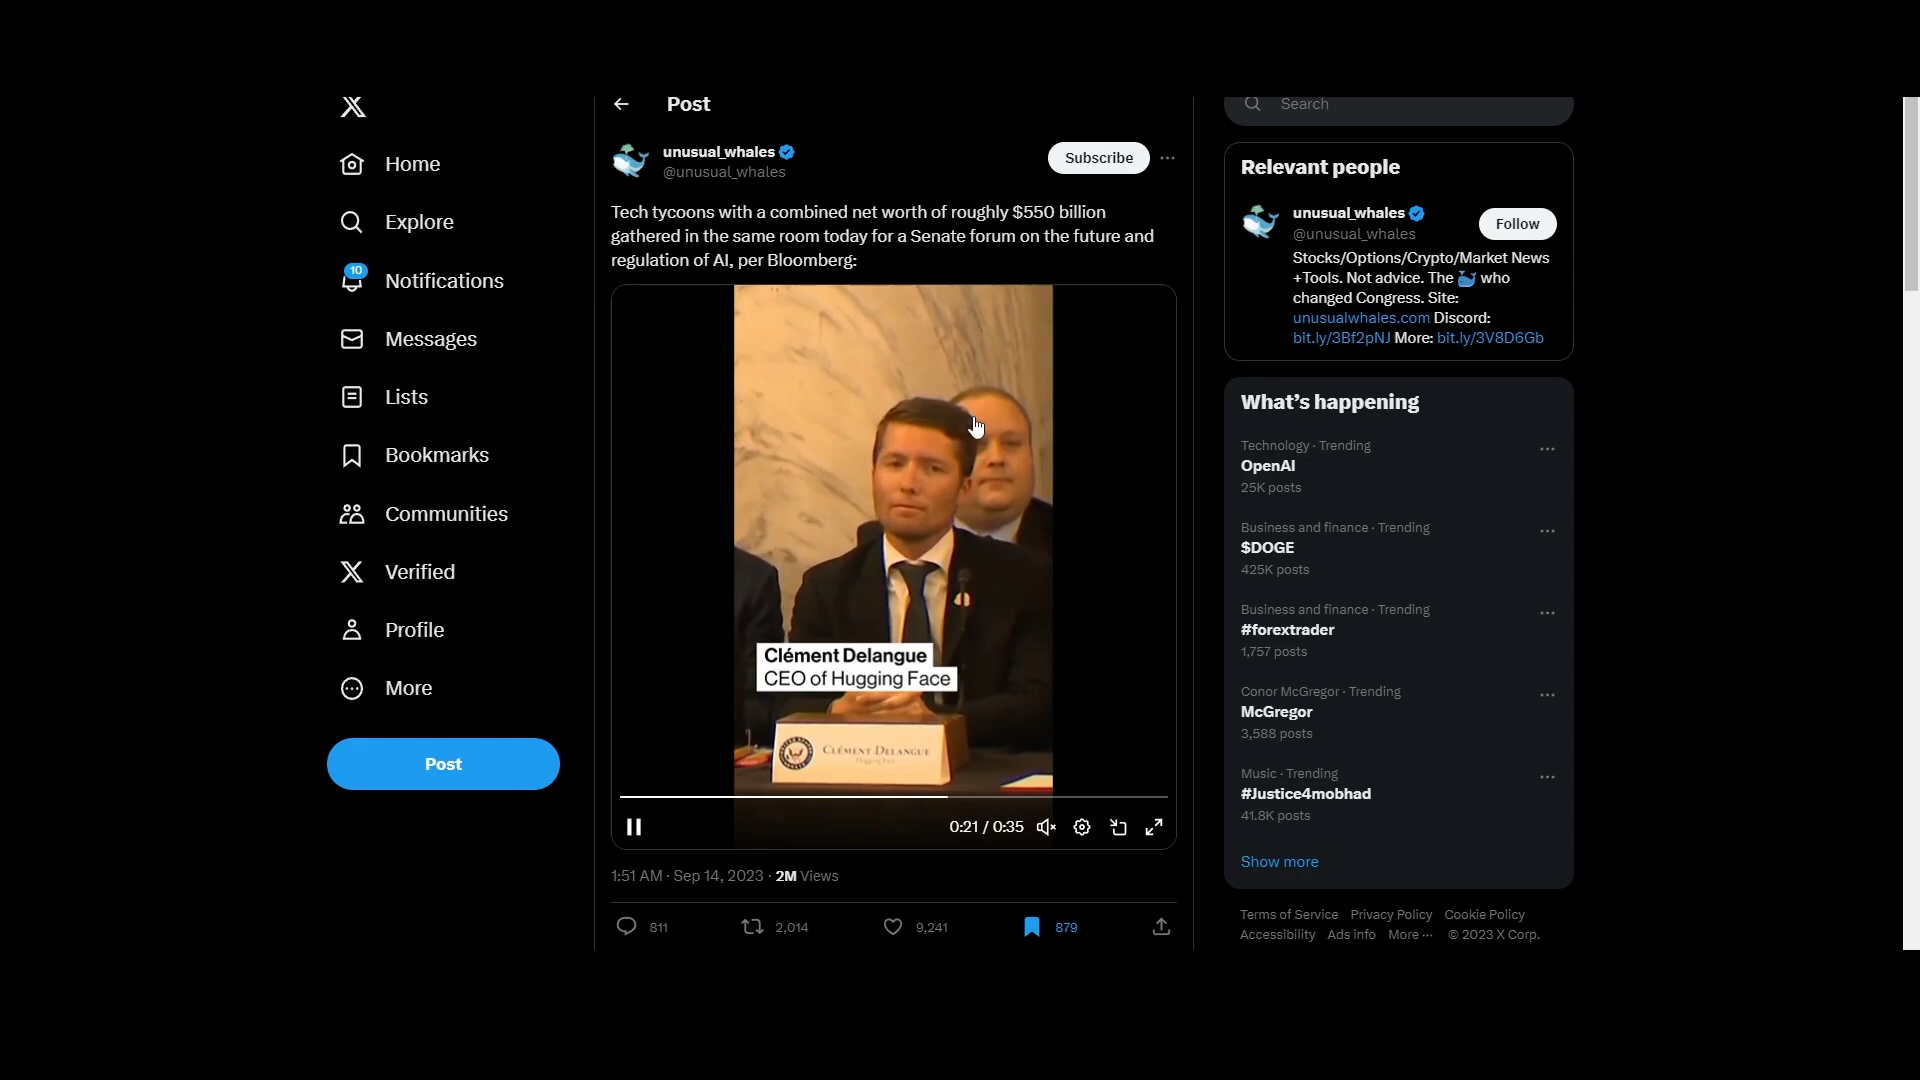 Home
Explore
10
Notifications
Messages
Lists
Bookmarks
Communities
Verified
Profile
More
Post
Post
unusual_whales
@unusual_whales
Subscribe
Tech tycoons with a combined net worth of roughly $550 billion
gathered in the same room today for a Senate forum on the future and
regulation of AI, per Bloomberg:
Clément Delangue
CEO of Hugging Face
CLÉMENT DELANGUE
Hugging Face
0:21 / 0:35
1:51 AM · Sep 14, 2023 · 2M Views
811
2,014
9,241
879
Search
Relevant people
unusual_whales
@unusual_whales
Follow
Stocks/Options/Crypto/Market News
+Tools. Not advice. The 🐳 who
changed Congress. Site:
unusualwhales.com Discord:
bit.ly/3Bf2pNJ More: bit.ly/3V8D6Gb
What's happening
Technology · Trending
OpenAI
25K posts
Business and finance · Trending
$DOGE
425K posts
Business and finance · Trending
#forextrader
1,757 posts
Conor McGregor · Trending
McGregor
3,588 posts
Music · Trending
#Justice4mobhad
41.8K posts
Show more
Terms of Service Privacy Policy Cookie Policy
Accessibility Ads info More ··· © 2023 X Corp.